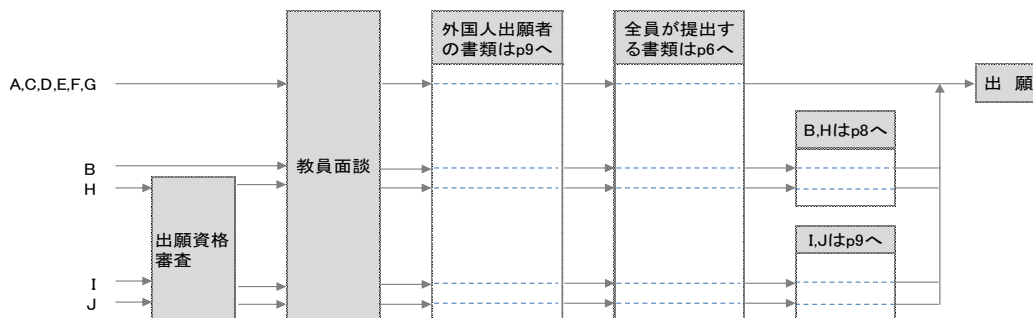 外国人出願者
の書類はp9へ
全員が提出す
る書類はp6へ
A,C,D,E,F,G
出 願
B,Hはp8へ
B
教員面談
H
出願資格
審査
I,Jはp9へ
I
J